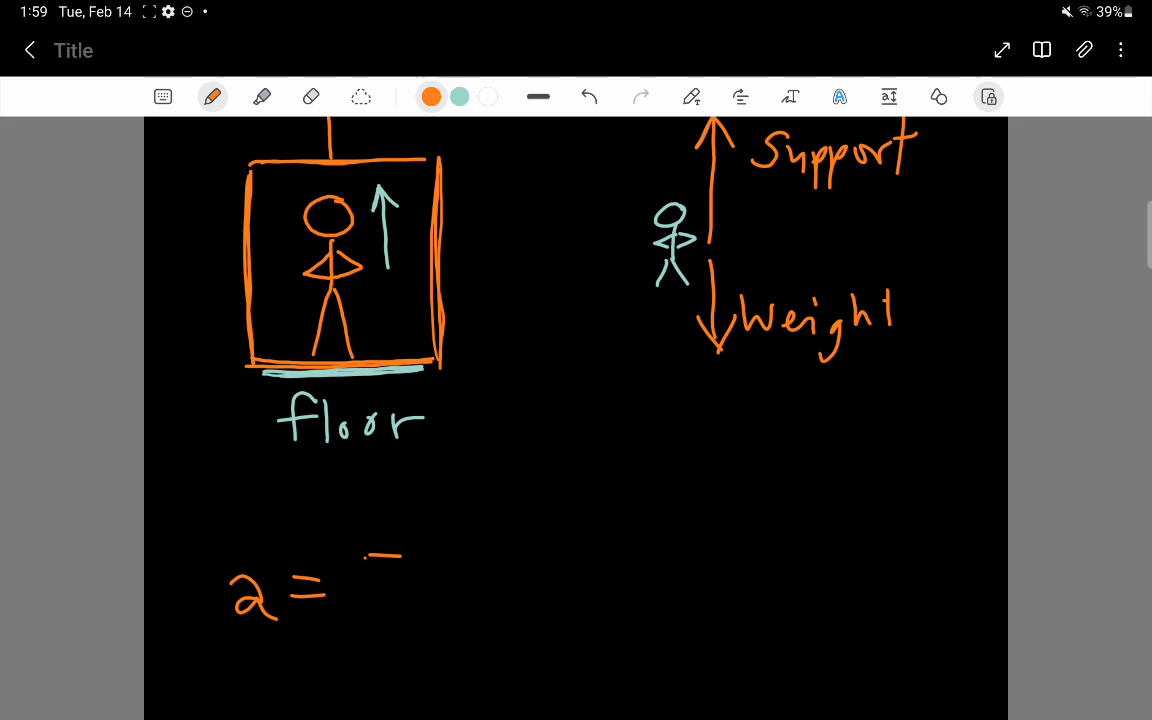 1:59 Tue, Feb 14 39%
Title
Support
Weight
floor
a =